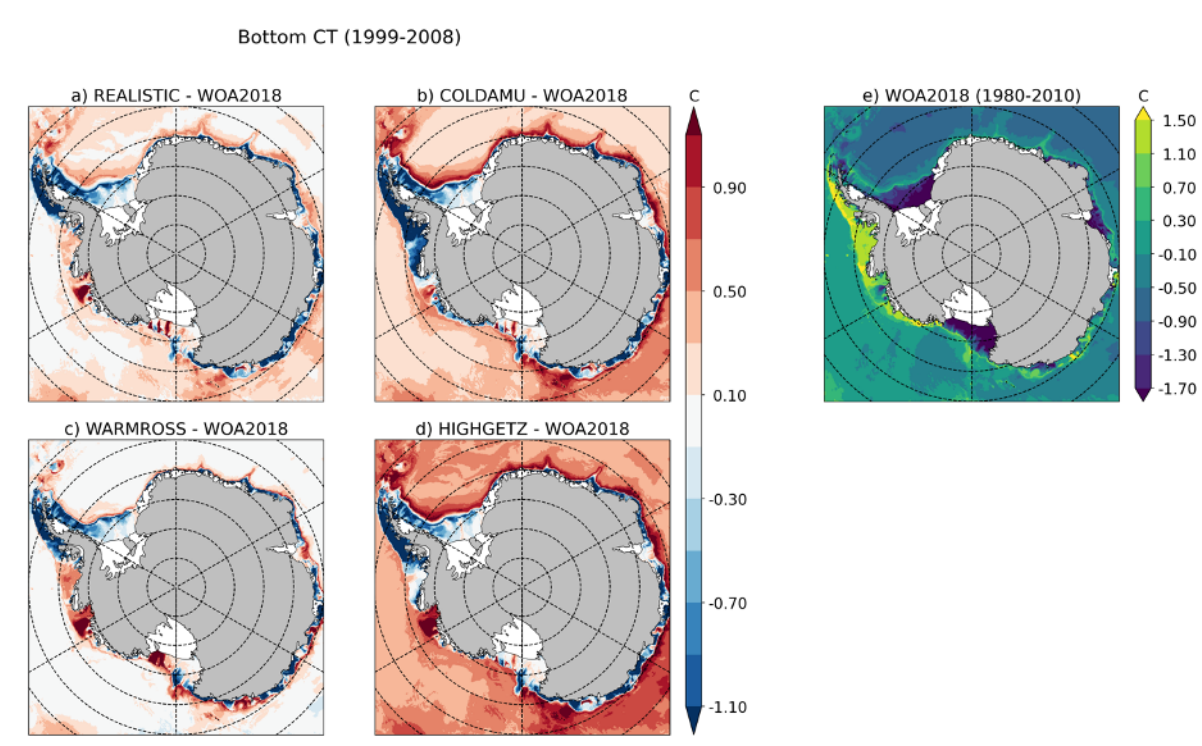 Bottom CT (1999-2008)
a) REALISTIC - WOA2018
b) COLDAMU - WOA2018
C
e) WOA2018 (1980-2010)
C
0.90
0.50
0.10
-0.30
-0.70
-1.10
1.50
1.10
0.70
0.30
-0.10
-0.50
-0.90
-1.30
-1.70
c) WARMROSS - WOA2018
d) HIGHGETZ - WOA2018